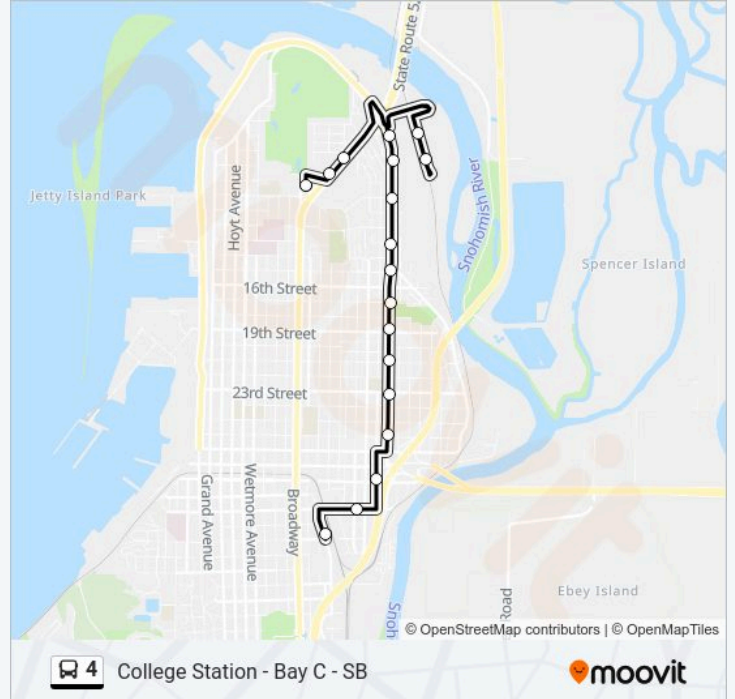 State Route 5
Jetty Island Park
Hoyt Avenue
Snohomish River
Spencer Island
16th Street
19th Street
23rd Street
Grand Avenue
Wetmore Avenue
Broadway
Snoh
Road
Ebey Island
© OpenStreetMap contributors | © OpenMapTiles
4 College Station - Bay C - SB
moovit